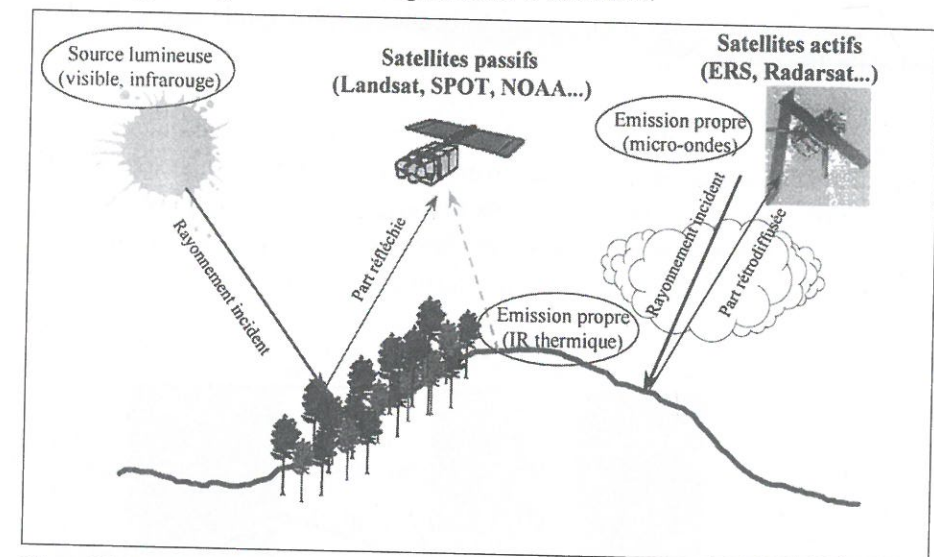 Source lumineuse
(visible, infrarouge)
Satellites passifs
(Landsat, SPOT, NOAA...)
Satellites actifs
(ERS, Radarsat...)
Emission propre
(micro-ondes)
Rayonnement incident
Part réfléchie
Rayonnement incident
Part rétrodiffusée
Emission propre
(IR thermique)